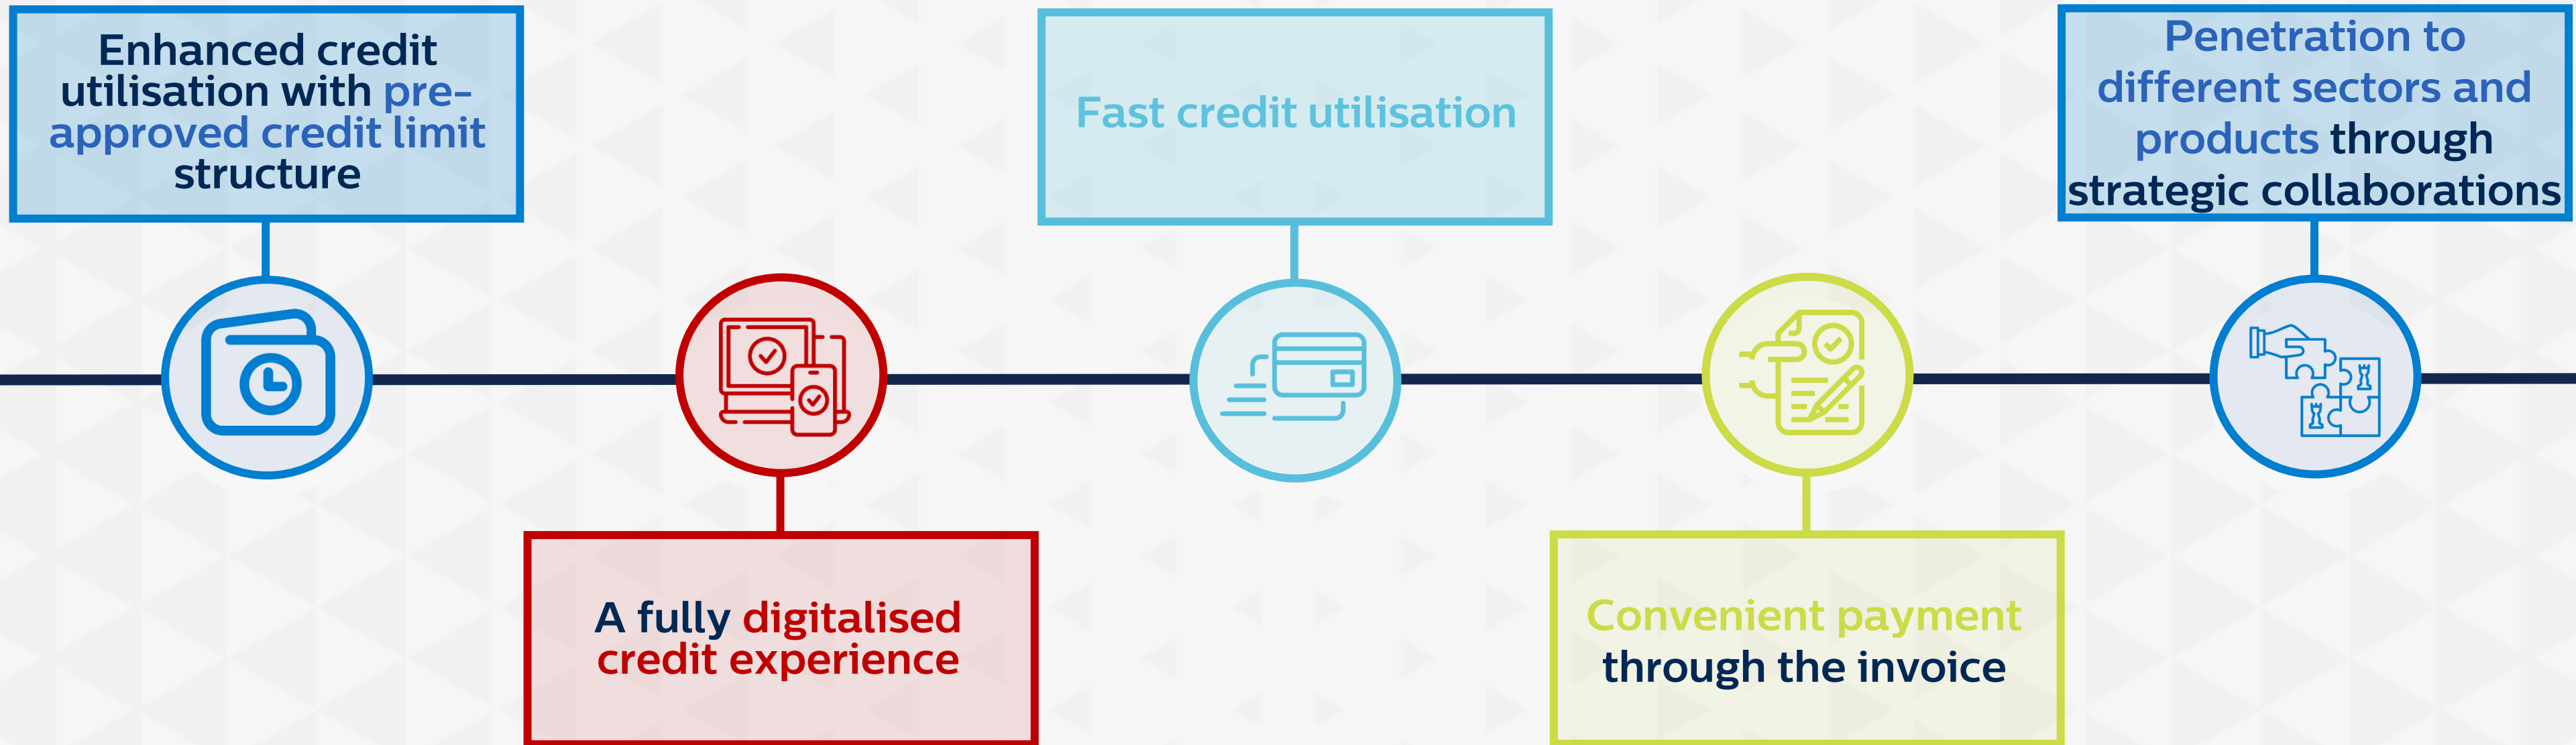 Enhanced credit
utilisation with pre-
approved credit limit
structure
A fully digitalised
credit experience
Fast credit utilisation
Convenient payment
through the invoice
Penetration to
different sectors and
products through
strategic collaborations